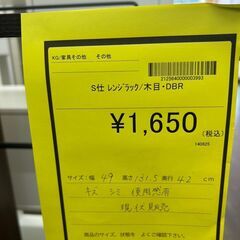 KG/家具その他　その他
2125640000003993
S仕 レンジラック/木目・DBR
¥1,650
(税込)
140625
サイズ:幅 49 高さ 131.5 奥行 42 cm
キズ シミ 使用感有
現状販売
商品のサイズ、状態を よくご確認下さい